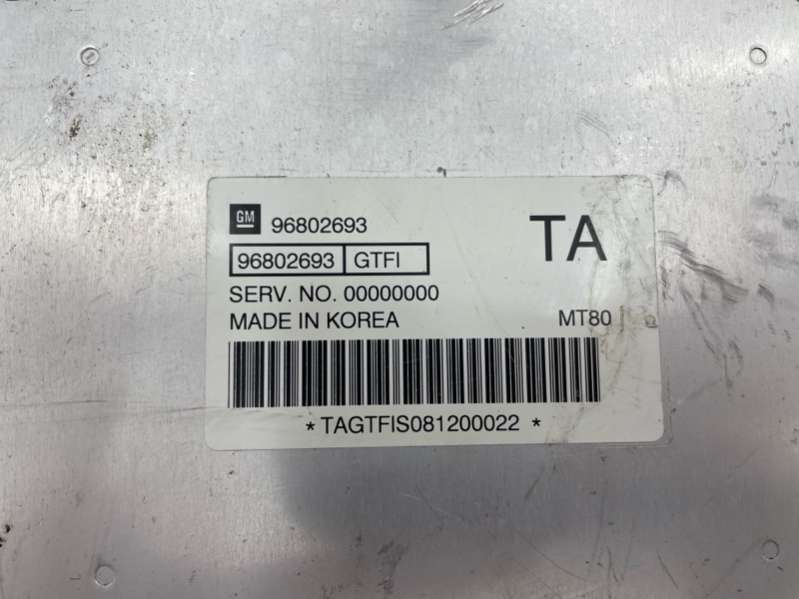 GM 96802693
TA
96802693 GTFI
SERV. NO. 00000000
MADE IN KOREA
MT80
*TAGTFIS081200022 *